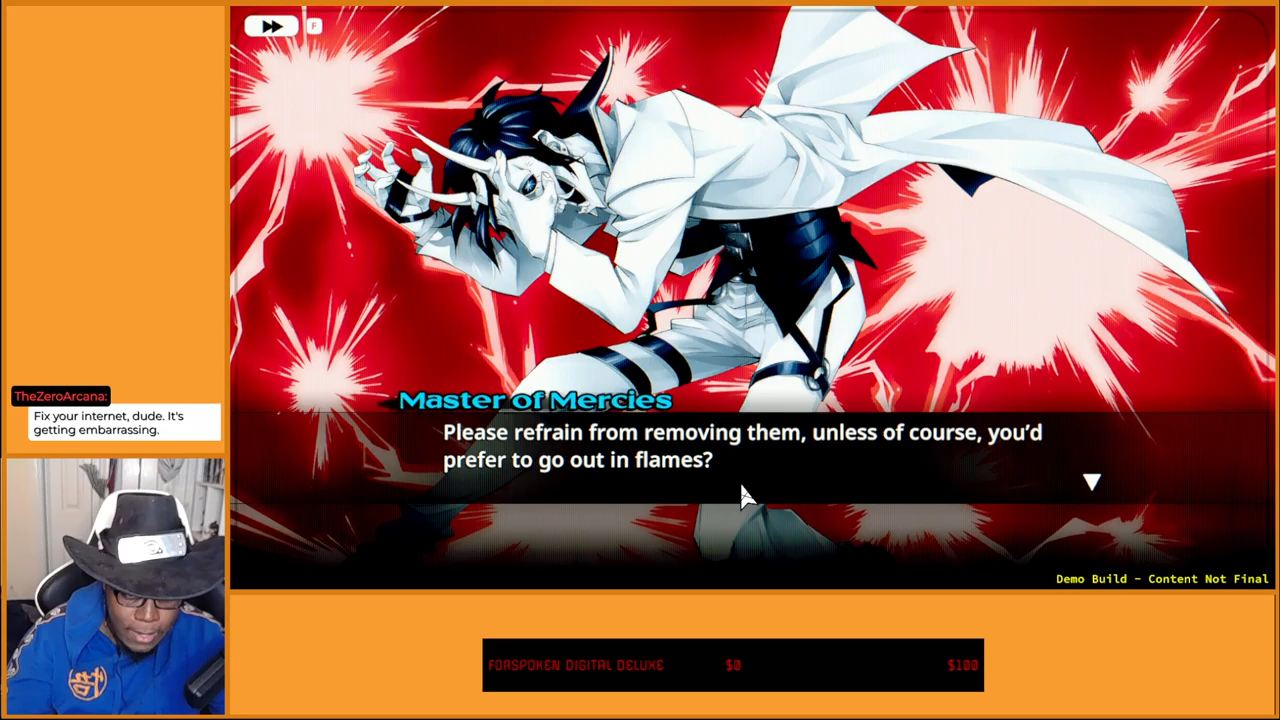 F
TheZeroArcana:
Fix your internet, dude. It's
getting embarrassing.
Master of Mercies
Please refrain from removing them, unless of course, you’d
prefer to go out in flames?
Demo Build - Content Not Final
FORSPOKEN DIGITAL DELUXE $0 $100